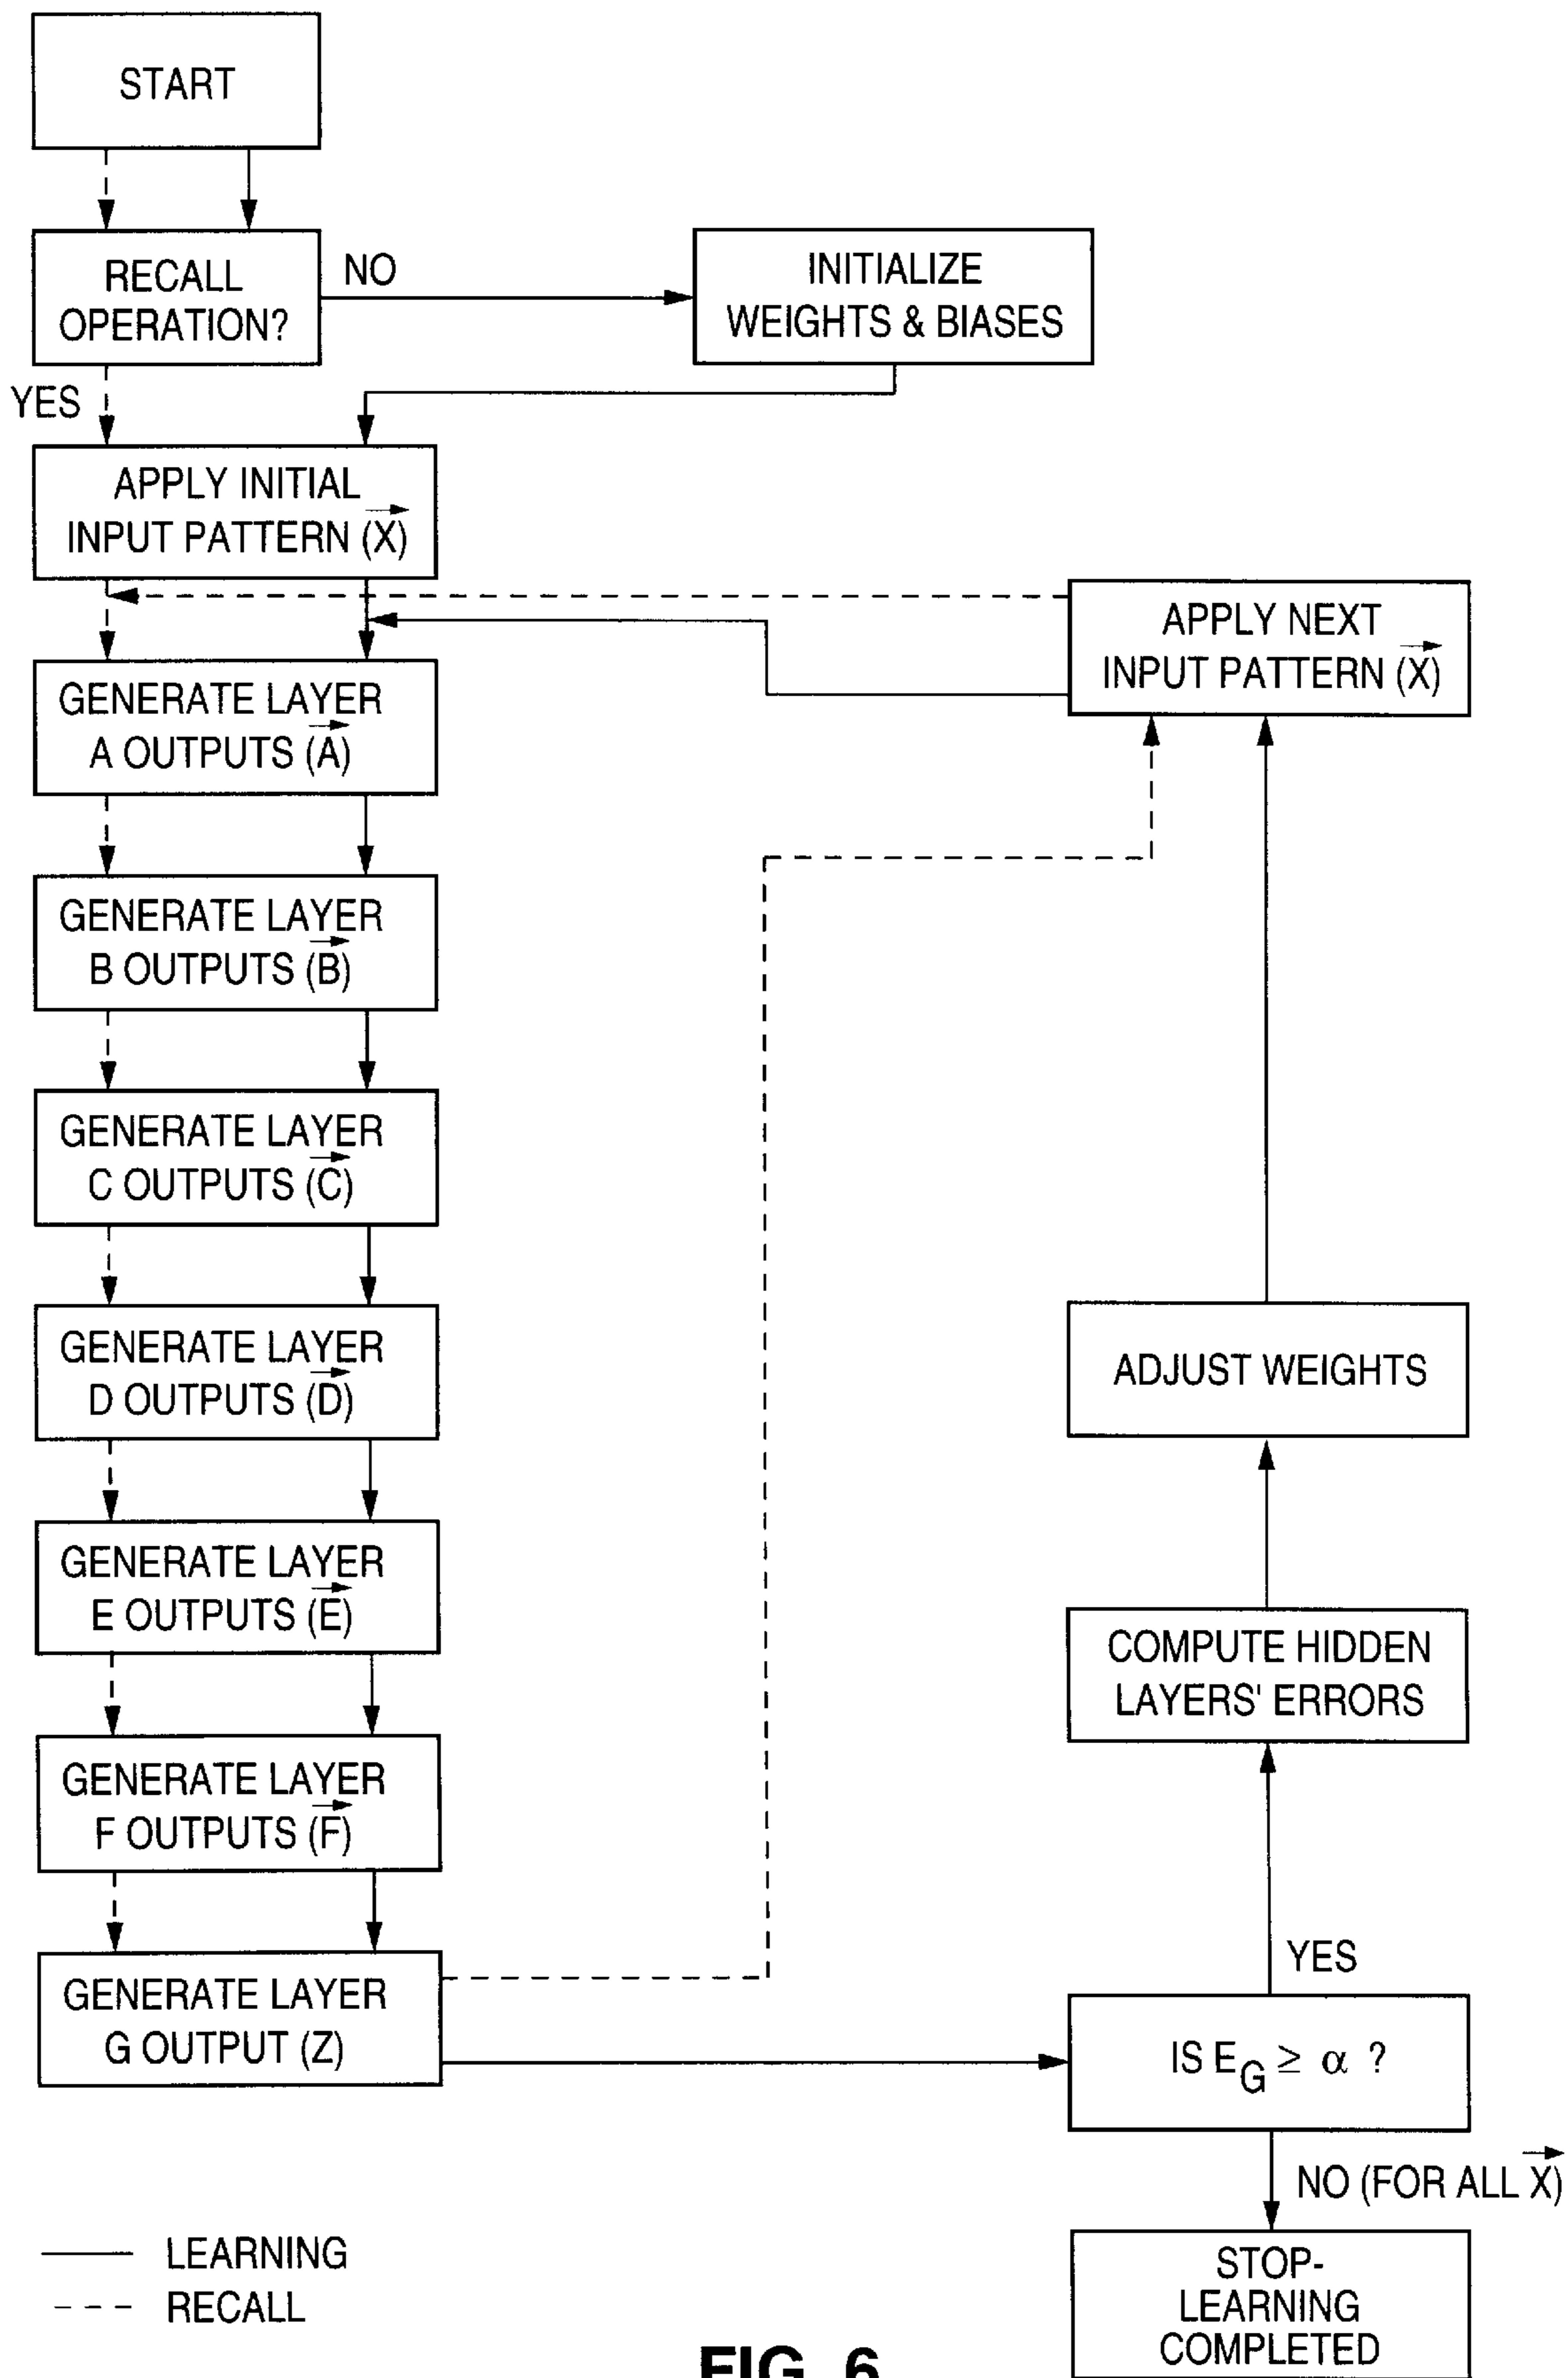 START
RECALL
OPERATION?
NO
INITIALIZE
WEIGHTS & BIASES
YES
APPLY INITIAL
INPUT PATTERN (X⃗)
APPLY NEXT
INPUT PATTERN (X⃗)
GENERATE LAYER
A OUTPUTS (A⃗)
GENERATE LAYER
B OUTPUTS (B⃗)
GENERATE LAYER
C OUTPUTS (C⃗)
GENERATE LAYER
D OUTPUTS (D⃗)
ADJUST WEIGHTS
GENERATE LAYER
E OUTPUTS (E⃗)
COMPUTE HIDDEN
LAYERS' ERRORS
GENERATE LAYER
F OUTPUTS (F⃗)
YES
GENERATE LAYER
G OUTPUT (Z)
IS E_G ≥ α ?
NO (FOR ALL X⃗)
STOP-
LEARNING
COMPLETED
LEARNING
RECALL
FIG. 6